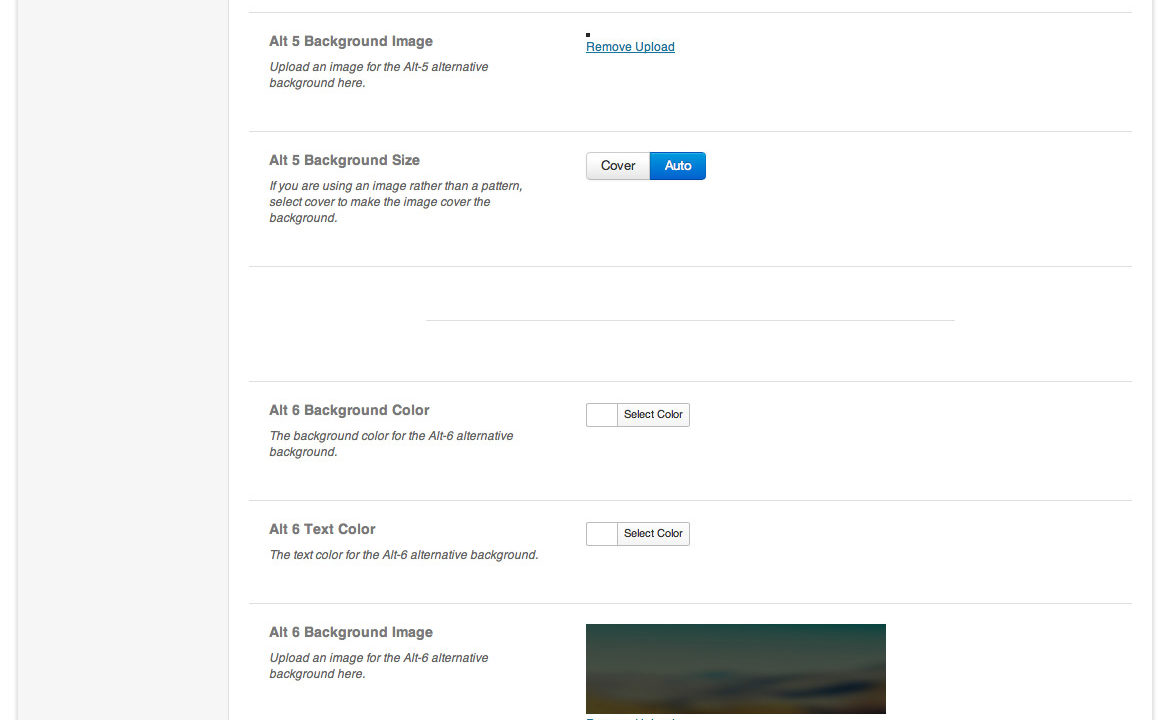 Alt 5 Background Image
Remove Upload
Upload an image for the Alt-5 alternative
background here.
Alt 5 Background Size
Cover Auto
If you are using an image rather than a pattern,
select cover to make the image cover the
background.
Alt 6 Background Color
Select Color
The background color for the Alt-6 alternative
background.
Alt 6 Text Color
Select Color
The text color for the Alt-6 alternative background.
Alt 6 Background Image
Upload an image for the Alt-6 alternative
background here.